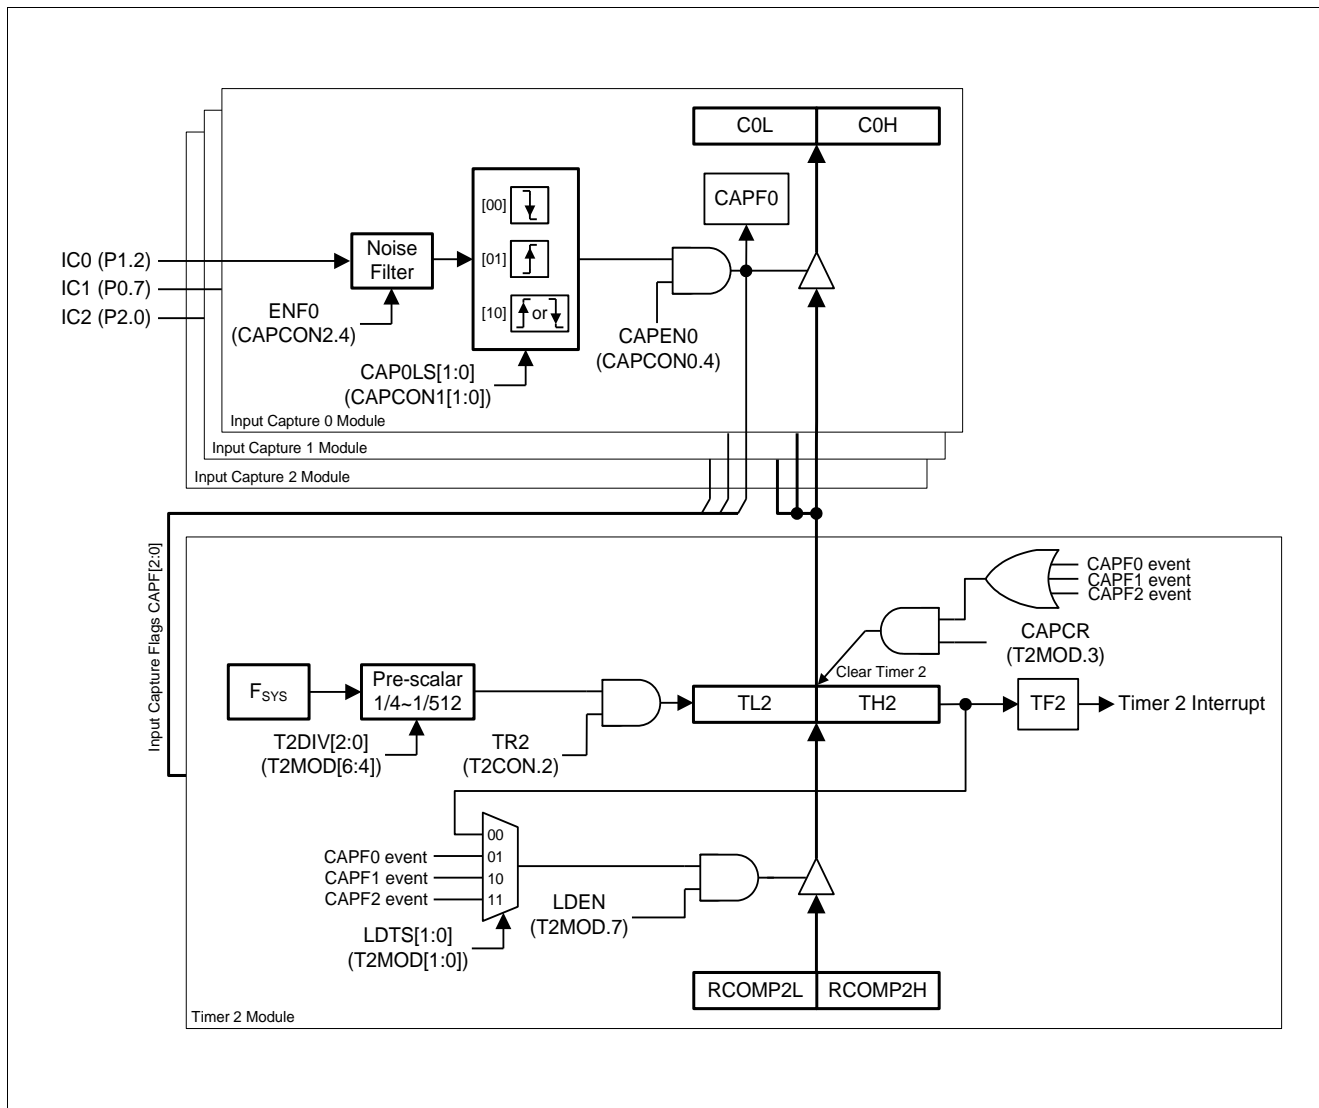 C0L
C0H
CAPF0
[00]
[01]
[10]
or
Noise
Filter
IC0 (P1.2)
IC1 (P0.7)
IC2 (P2.0)
ENF0
(CAPCON2.4)
CAPEN0
(CAPCON0.4)
CAP0LS[1:0]
(CAPCON1[1:0])
Input Capture 0 Module
Input Capture 1 Module
Input Capture 2 Module
Input Capture Flags CAPF[2:0]
CAPF0 event
CAPF1 event
CAPF2 event
CAPCR
(T2MOD.3)
Clear Timer 2
FSYS
Pre-scalar
1/4~1/512
TL2
TH2
TF2
Timer 2 Interrupt
T2DIV[2:0]
(T2MOD[6:4])
TR2
(T2CON.2)
00
CAPF0 event 01
CAPF1 event 10
CAPF2 event 11
LDEN
(T2MOD.7)
LDTS[1:0]
(T2MOD[1:0])
RCOMP2L
RCOMP2H
Timer 2 Module